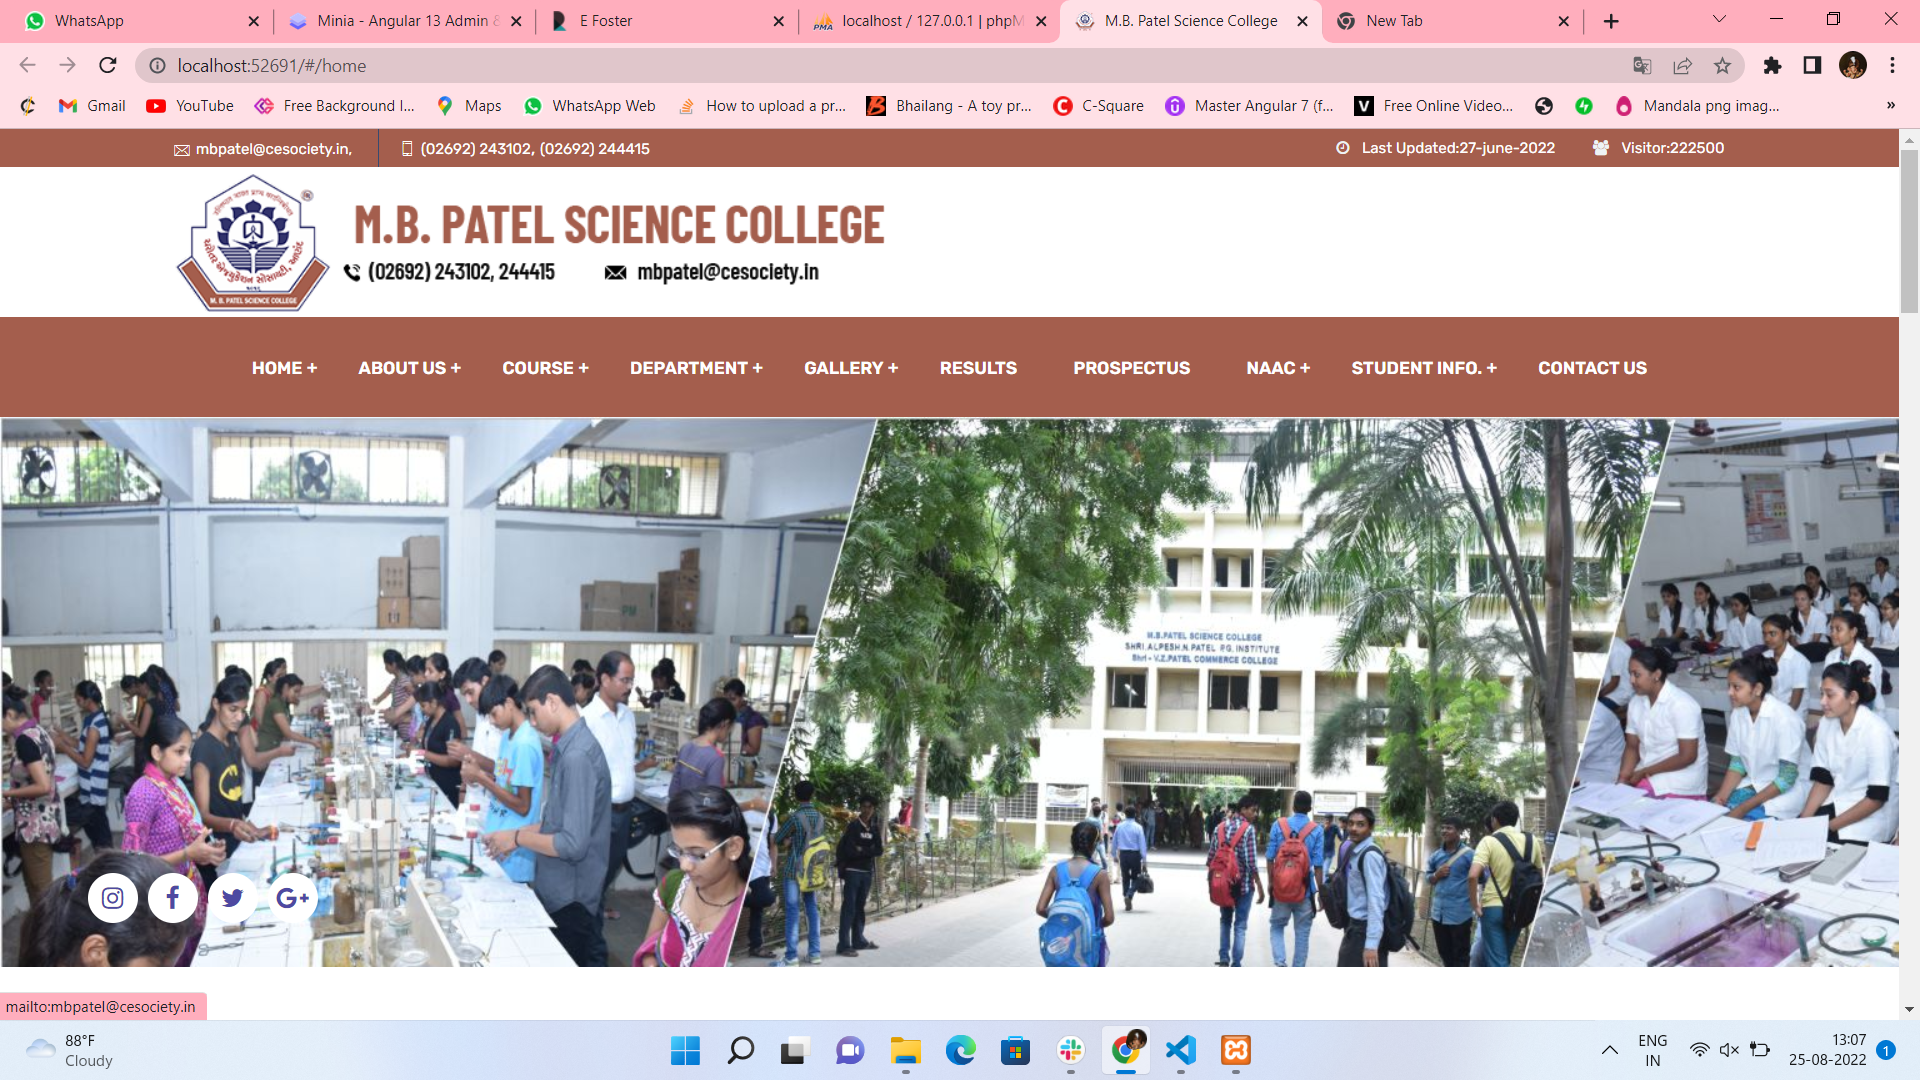 WhatsApp
Minia - Angular 13 Admin &
E Foster
localhost / 127.0.0.1 | phpM
M.B. Patel Science College
New Tab
localhost:52691/#/home
Gmail
YouTube
Free Background I...
Maps
WhatsApp Web
How to upload a pr...
Bhailang - A toy pr...
C-Square
Master Angular 7 (f...
Free Online Video...
Mandala png imag...
»
mbpatel@cesociety.in,
(02692) 243102, (02692) 244415
Last Updated:27-june-2022
Visitor:222500
M. B. PATEL SCIENCE COLLEGE
M.B. PATEL SCIENCE COLLEGE
(02692) 243102, 244415
mbpatel@cesociety.in
HOME +
ABOUT US +
COURSE +
DEPARTMENT +
GALLERY +
RESULTS
PROSPECTUS
NAAC +
STUDENT INFO. +
CONTACT US
M.B.PATEL SCIENCE COLLEGE
SHRI.ALPESH.N.PATEL P.G. INSTITUTE
Shri - V.Z.PATEL COMMERCE COLLEGE
G+
mailto:mbpatel@cesociety.in
88°F
Cloudy
ENG
IN
13:07
25-08-2022
1